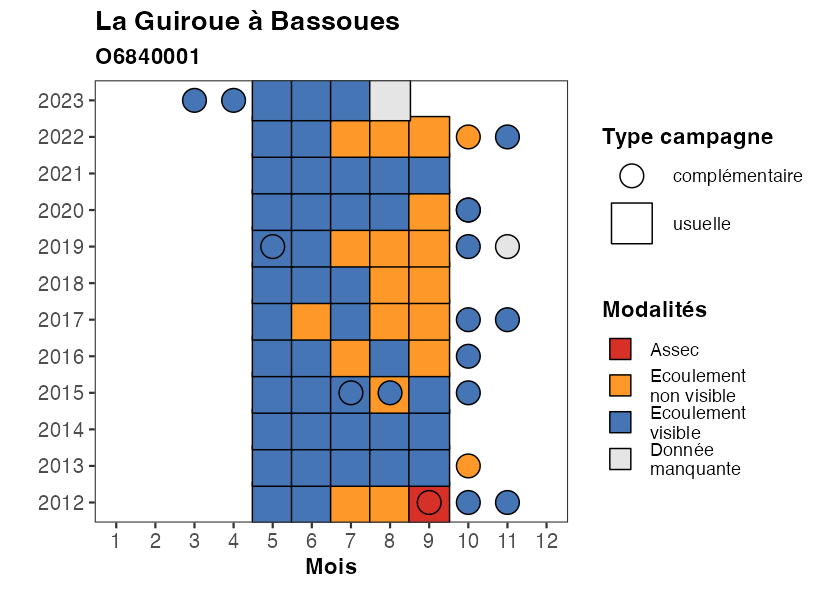 La Guiroue à Bassoues
O6840001
2023
2022
2021
2020
2019
2018
2017
2016
2015
2014
2013
2012
1 2 3 4 5 6 7 8 9 10 11 12
Mois
Type campagne
complémentaire
usuelle
Modalités
Assec
Ecoulement
non visible
Ecoulement
visible
Donnée
manquante